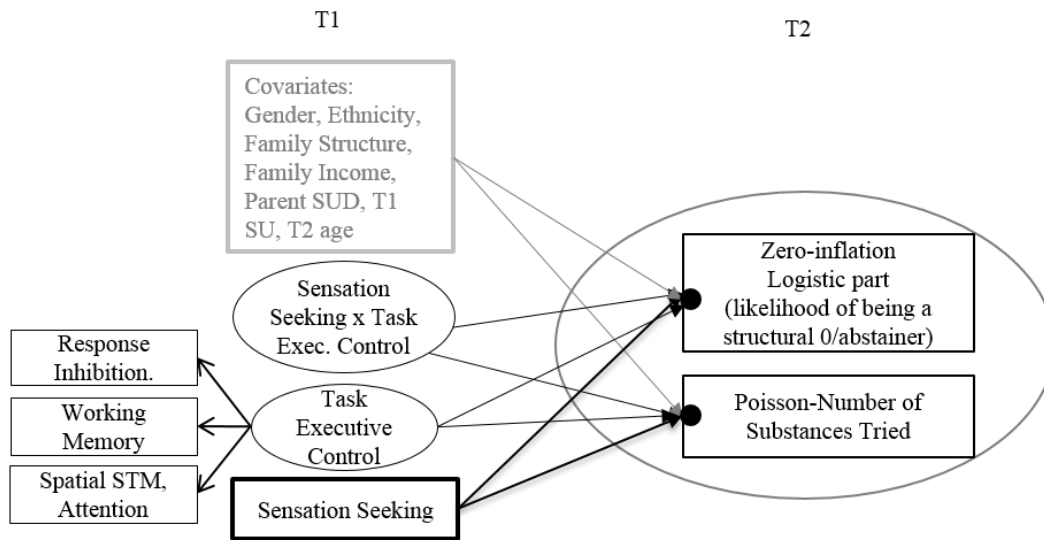 T1
T2
Covariates:
Gender, Ethnicity,
Family Structure,
Family Income,
Parent SUD, T1
SU, T2 age
Zero-inflation
Logistic part
(likelihood of being a
structural 0/abstainer)
Sensation
Seeking x Task
Exec. Control
Response
Inhibition.
Working
Memory
Spatial STM,
Attention
Task
Executive
Control
Poisson-Number of
Substances Tried
Sensation Seeking